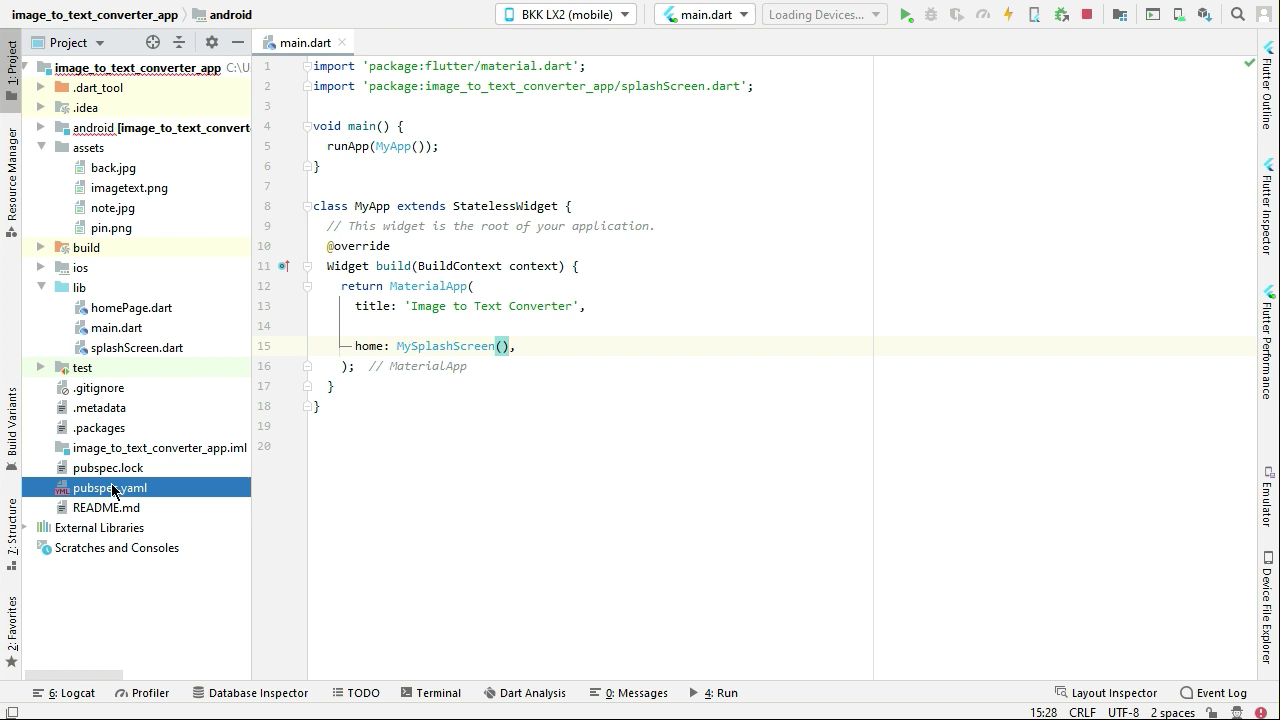 image_to_text_converter_app android
BKK LX2 (mobile) main.dart Loading Devices...
Project
main.dart
1: Project
Resource Manager
Build Variants
Z: Structure
2: Favorites
image_to_text_converter_app C:\U
.dart_tool
.idea
android [image_to_text_convert
assets
back.jpg
imagetext.png
note.jpg
pin.png
build
ios
lib
homePage.dart
main.dart
splashScreen.dart
test
.gitignore
.metadata
.packages
image_to_text_converter_app.iml
pubspec.lock
pubspec.yaml
README.md
External Libraries
Scratches and Consoles
1 import 'package:flutter/material.dart';
2 import 'package:image_to_text_converter_app/splashScreen.dart';
3
4 void main() {
5 runApp(MyApp());
6 }
7
8 class MyApp extends StatelessWidget {
9 // This widget is the root of your application.
10 @override
11 Widget build(BuildContext context) {
12 return MaterialApp(
13 title: 'Image to Text Converter',
14
15 home: MySplashScreen(),
16 ); // MaterialApp
17 }
18 }
19
20
Flutter Outline
Flutter Inspector
Flutter Performance
Emulator
Device File Explorer
6: Logcat Profiler Database Inspector TODO Terminal Dart Analysis 0: Messages 4: Run Layout Inspector Event Log
15:28 CRLF UTF-8 2 spaces